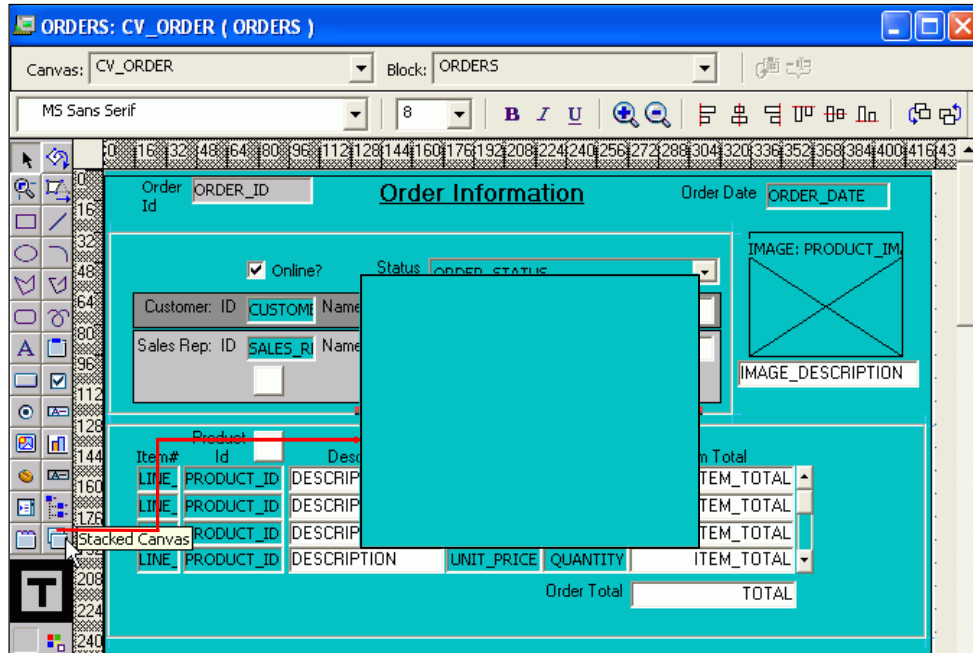 ORDERS: CV_ORDER ( ORDERS )
Canvas: CV_ORDER Block: ORDERS
MS Sans Serif 8 B I U
0 16 32 48 64 80 96 112 128 144 160 176 192 208 224 240 256 272 288 304 320 336 352 368 384 400 416 43
Order Id ORDER_ID Order Information Order Date ORDER_DATE
0
16
32
48
64
80
96
112
128
144
160
176
208
224
240
Online? Status ORDER_STATUS
IMAGE: PRODUCT_IM
Customer: ID CUSTOME Name
Sales Rep: ID SALES_R Name
IMAGE_DESCRIPTION
A
Item# Product Id Desc m Total
LINE_ PRODUCT_ID DESCRIP ITEM_TOTAL
LINE_ PRODUCT_ID DESCRIP ITEM_TOTAL
Stacked Canvas
RODUCT_ID DESCRIP ITEM_TOTAL
LINE_ PRODUCT_ID DESCRIPTION UNIT_PRICE QUANTITY ITEM_TOTAL
Order Total TOTAL
T